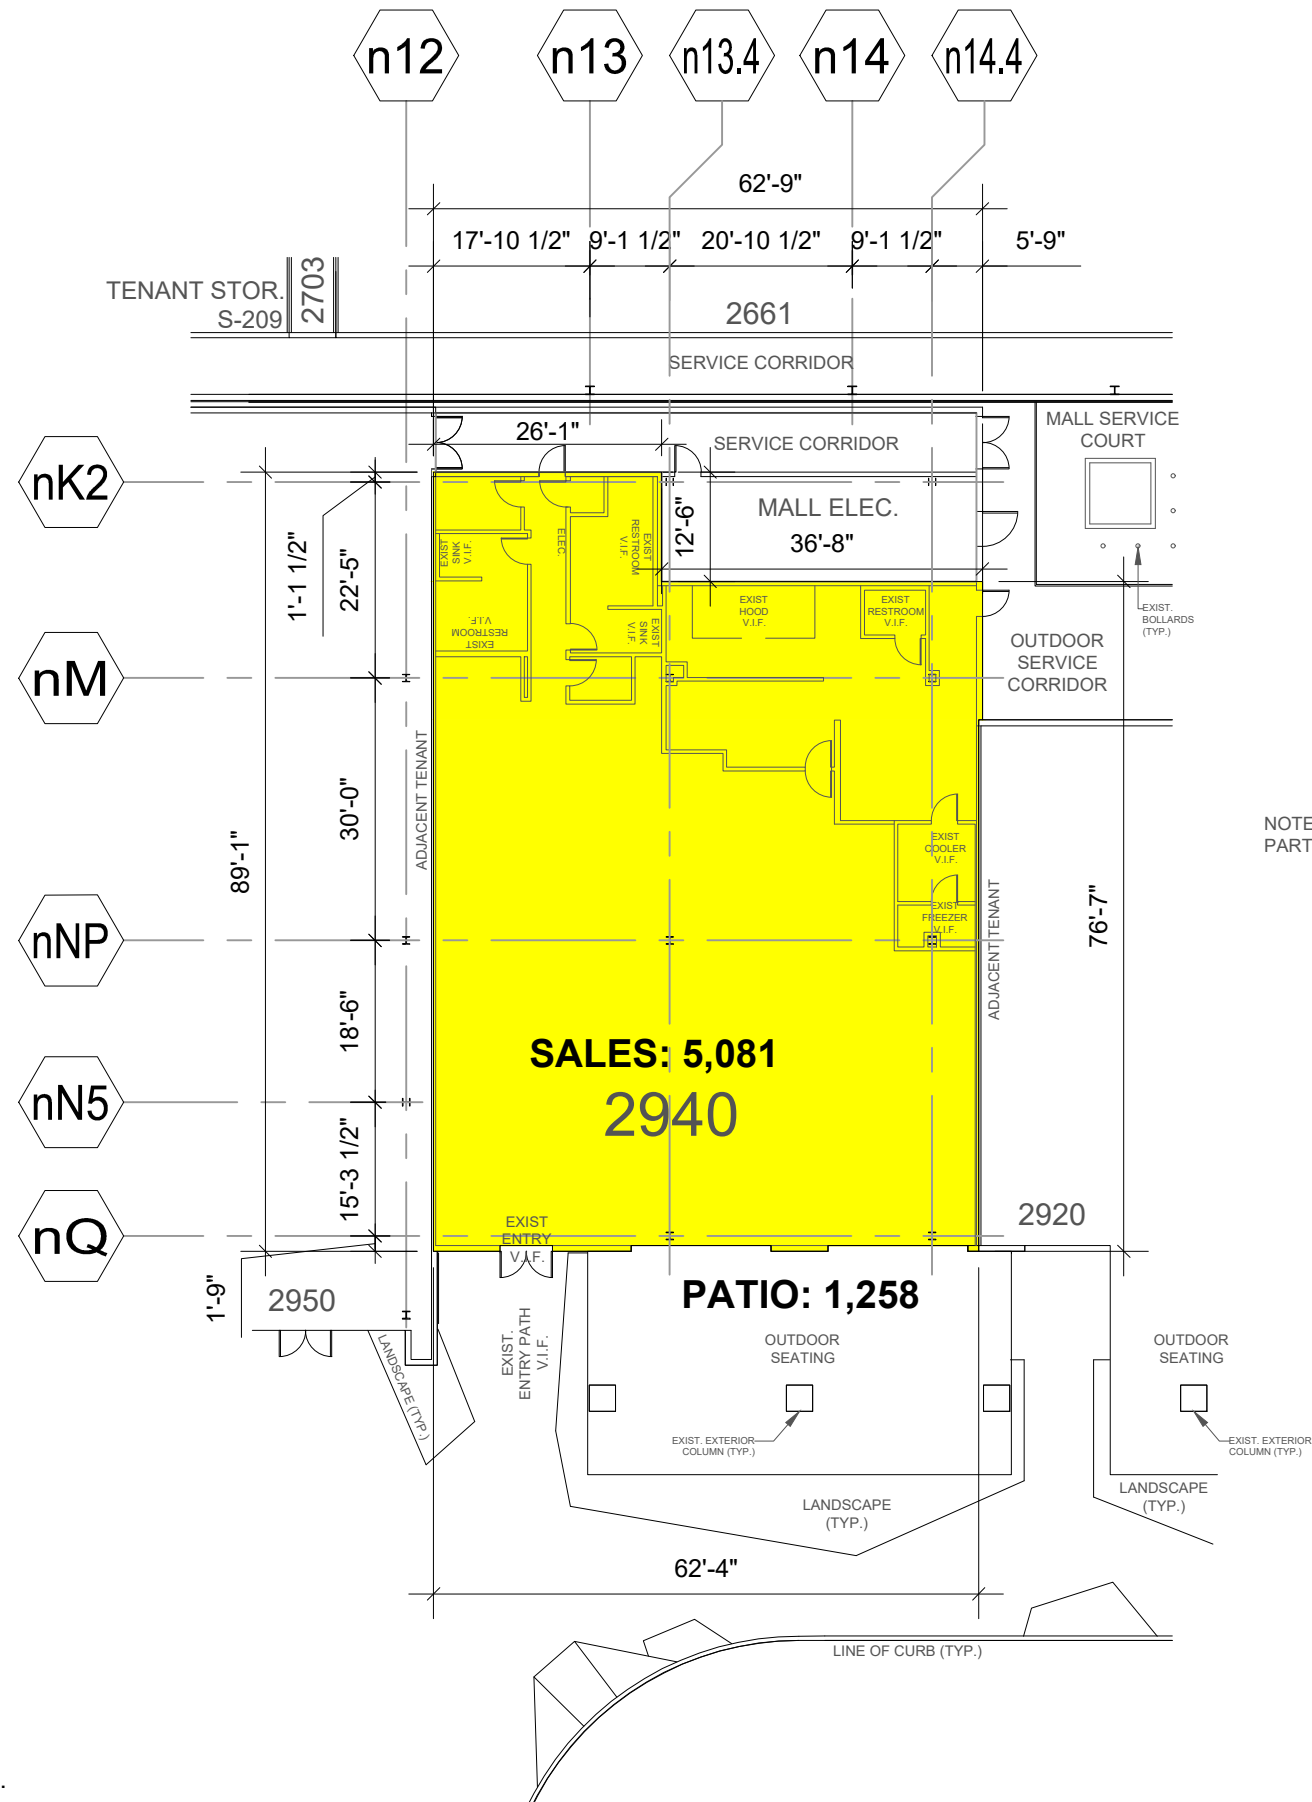 n12
n13
n13.4
n14
n14.4
62'-9"
17'-10 1/2"
9'-1 1/2"
20'-10 1/2"
9'-1 1/2"
5'-9"
TENANT STOR.
S-209
2703
2661
SERVICE CORRIDOR
26'-1"
SERVICE CORRIDOR
MALL SERVICE
COURT
nK2
MALL ELEC.
12'-6"
36'-8"
1'-1 1/2"
22'-5"
EXIST
SINK
V.I.F.
ELEC.
EXIST
RESTROOM
V.I.F.
EXIST
RESTROOM
V.I.F.
EXIST
SINK
V.I.F.
EXIST
HOOD
V.I.F.
EXIST
RESTROOM
V.I.F.
EXIST.
BOLLARDS
(TYP.)
OUTDOOR
SERVICE
CORRIDOR
nM
ADJACENT TENANT
30'-0"
89'-1"
NOTE
PART
EXIST
COOLER
V.I.F.
EXIST
FREEZER
V.I.F.
ADJACENT TENANT
76'-7"
nNP
18'-6"
SALES: 5,081
2940
nN5
15'-3 1/2"
nQ
EXIST
ENTRY
V.I.F.
2920
1'-9"
2950
PATIO: 1,258
LANDSCAPE (TYP.)
EXIST.
ENTRY PATH
V.I.F.
OUTDOOR
SEATING
OUTDOOR
SEATING
EXIST. EXTERIOR
COLUMN (TYP.)
EXIST. EXTERIOR
COLUMN (TYP.)
LANDSCAPE
(TYP.)
LANDSCAPE
(TYP.)
62'-4"
LINE OF CURB (TYP.)
.